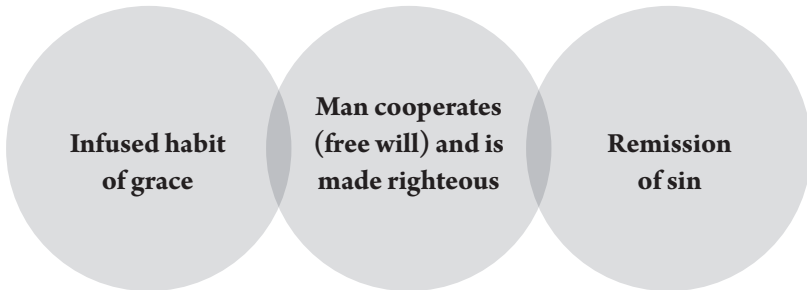 Infused habit
of grace
Man cooperates
(free will) and is
made righteous
Remission
of sin